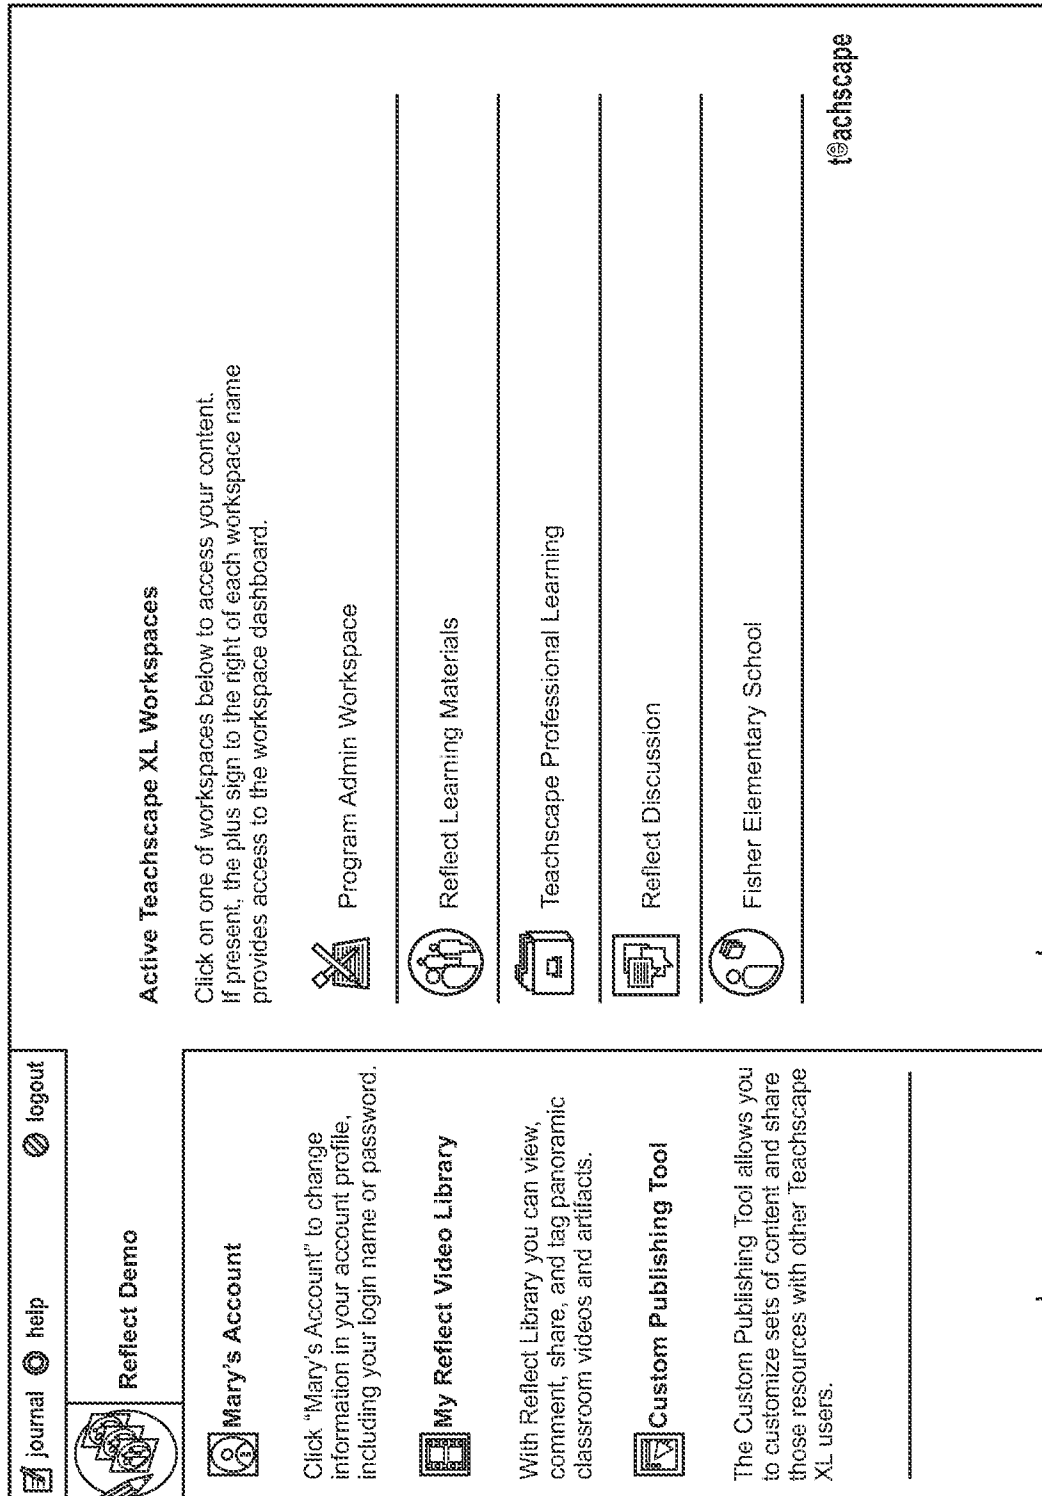 journal help logout
Reflect Demo
Mary's Account
Click “Mary's Account” to change
information in your account profile,
including your login name or password.
My Reflect Video Library
With Reflect Library you can view,
comment, share, and tag panoramic
classroom videos and artifacts.
Custom Publishing Tool
The Custom Publishing Tool allows you
to customize sets of content and share
those resources with other Teachscape
XL users.
Active Teachscape XL Workspaces
Click on one of workspaces below to access your content.
If present, the plus sign to the right of each workspace name
provides access to the workspace dashboard.
Program Admin Workspace
Reflect Learning Materials
Teachscape Professional Learning
Reflect Discussion
Fisher Elementary School
teachscape